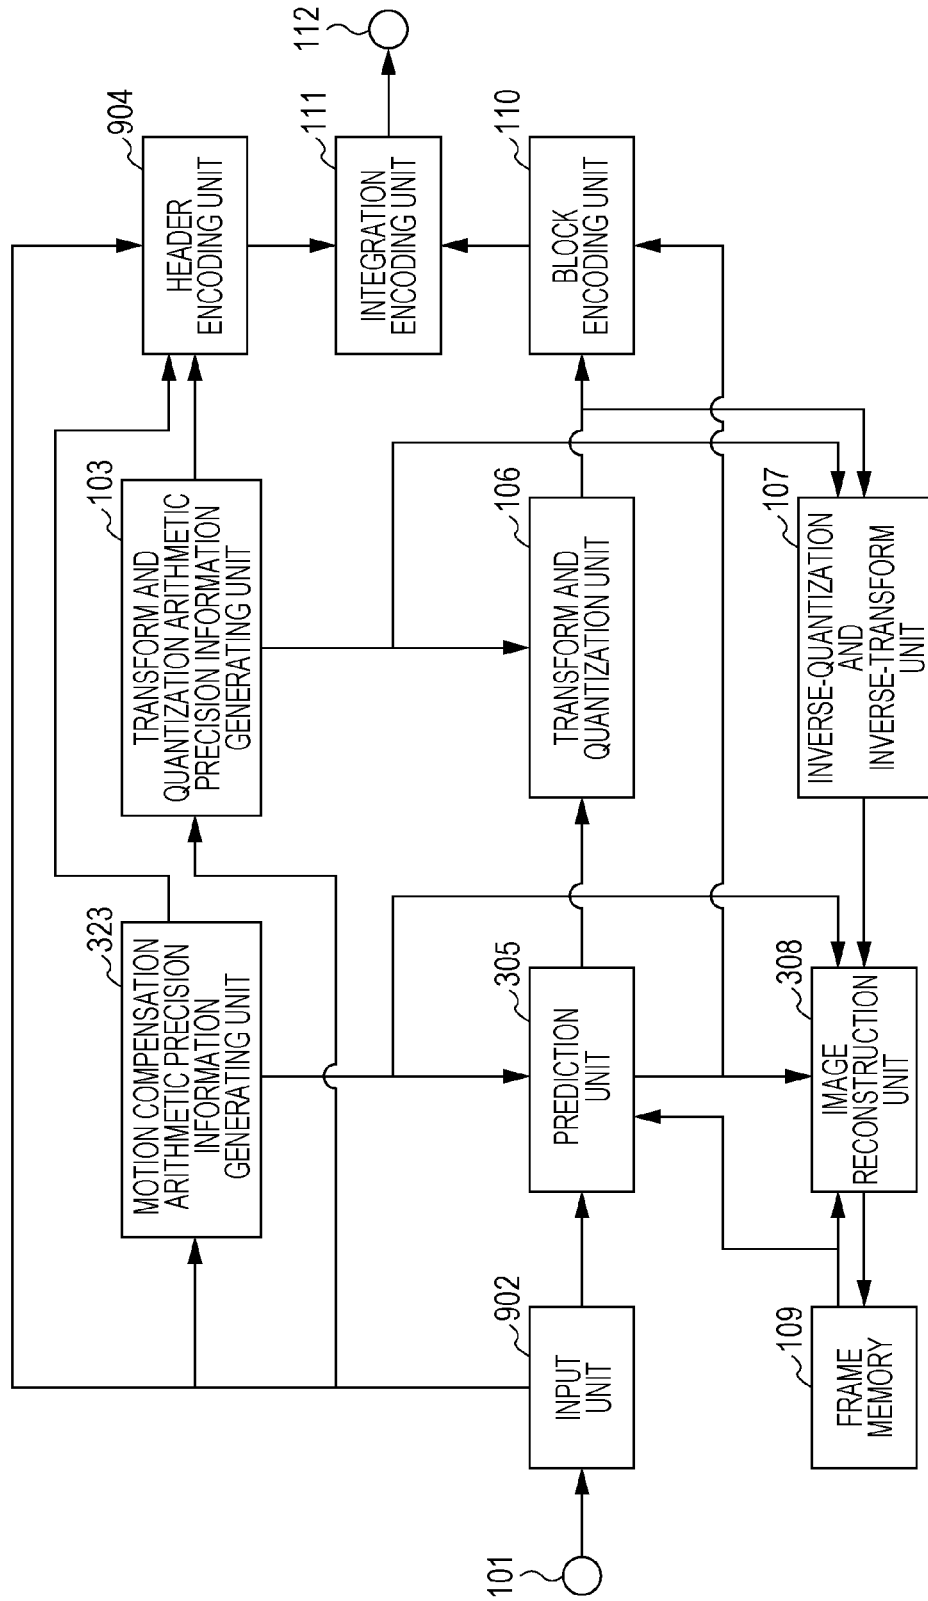 904
HEADER
ENCODING UNIT
111
INTEGRATION
ENCODING UNIT
112
110
BLOCK
ENCODING UNIT
103
TRANSFORM AND
QUANTIZATION ARITHMETIC
PRECISION INFORMATION
GENERATING UNIT
106
TRANSFORM AND
QUANTIZATION UNIT
107
INVERSE-QUANTIZATION
AND
INVERSE-TRANSFORM
UNIT
323
MOTION COMPENSATION
ARITHMETIC PRECISION
INFORMATION
GENERATING UNIT
305
PREDICTION
UNIT
308
IMAGE
RECONSTRUCTION
UNIT
902
INPUT
UNIT
109
FRAME
MEMORY
101